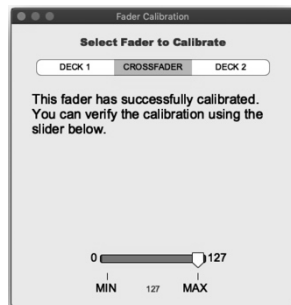 Fader Calibration
Select Fader to Calibrate
DECK 1 CROSSFADER DECK 2
This fader has successfully calibrated.
You can verify the calibration using the
slider below.
0 127
MIN 127 MAX